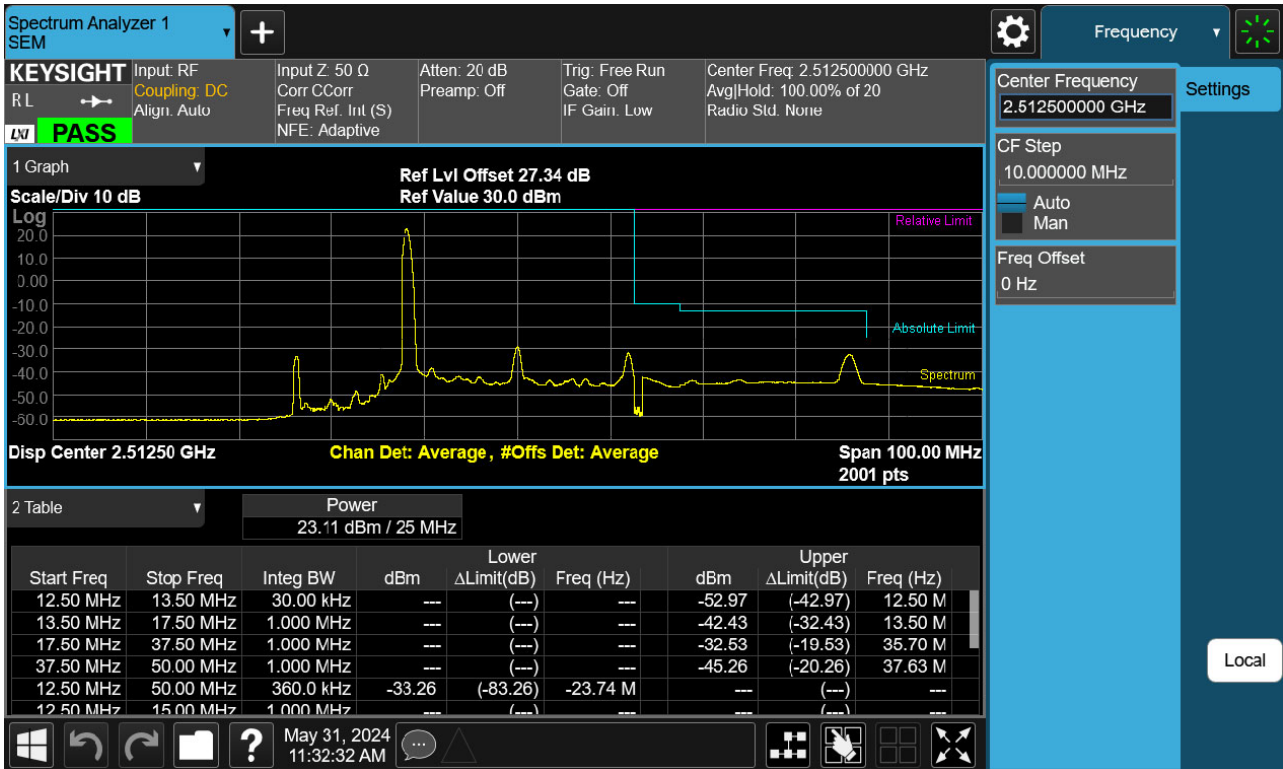 Spectrum Analyzer 1
SEM
+
Frequency
KEYSIGHT
R L
LXI
PASS
Input: RF
Coupling: DC
Align: Auto
Input Z: 50 Ω
Corr CCorr
Freq Ref: Int (S)
NFE: Adaptive
Atten: 20 dB
Preamp: Off
Trig: Free Run
Gate: Off
IF Gain: Low
Center Freq: 2.512500000 GHz
Avg|Hold: 100.00% of 20
Radio Std: None
Center Frequency
2.512500000 GHz
Settings
CF Step
10.000000 MHz
Auto
Man
Freq Offset
0 Hz
Local
1 Graph
Scale/Div 10 dB
Ref Lvl Offset 27.34 dB
Ref Value 30.0 dBm
Log
20.0
10.0
0.00
-10.0
-20.0
-30.0
-40.0
-50.0
-60.0
Relative Limit
Absolute Limit
Spectrum
Disp Center 2.51250 GHz
Chan Det: Average, #Offs Det: Average
Span 100.00 MHz
2001 pts
2 Table
Power
23.11 dBm / 25 MHz
Lower Upper
Start Freq Stop Freq Integ BW dBm ΔLimit(dB) Freq (Hz) dBm ΔLimit(dB) Freq (Hz)
12.50 MHz 13.50 MHz 30.00 kHz --- (---) --- -52.97 (-42.97) 12.50 M
13.50 MHz 17.50 MHz 1.000 MHz --- (---) --- -42.43 (-32.43) 13.50 M
17.50 MHz 37.50 MHz 1.000 MHz --- (---) --- -32.53 (-19.53) 35.70 M
37.50 MHz 50.00 MHz 1.000 MHz --- (---) --- -45.26 (-20.26) 37.63 M
12.50 MHz 50.00 MHz 360.0 kHz -33.26 (-83.26) -23.74 M --- (---) ---
12.50 MHz 15.00 MHz 1.000 MHz --- (---) --- --- (---) ---
?
May 31, 2024
11:32:32 AM